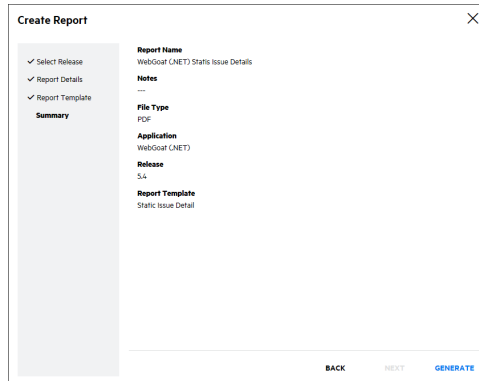 Create Report
Select Release
Report Details
Report Template
Summary
Report Name
WebGoat (.NET) Statis Issue Details
Notes
---
File Type
PDF
Application
WebGoat (.NET)
Release
5.4
Report Template
Static Issue Detail
BACK
NEXT
GENERATE